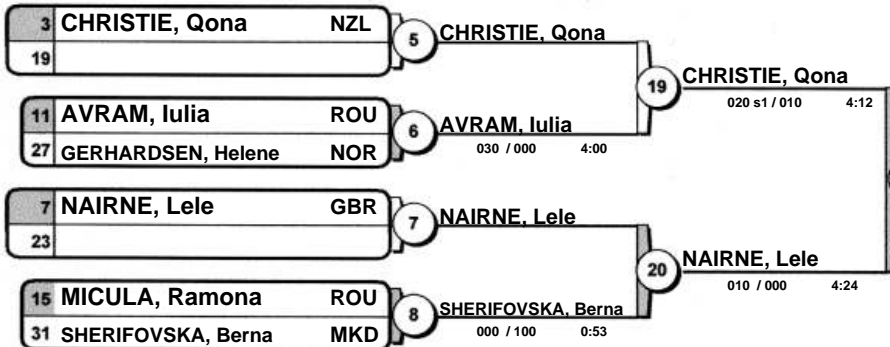 3 CHRISTIE, Qona NZL
19
5
CHRISTIE, Qona
11 AVRAM, Iulia ROU
27 GERHARDSEN, Helene NOR
6
AVRAM, Iulia
030 / 000 4:00
19
CHRISTIE, Qona
020 s1 / 010 4:12
7 NAIRNE, Lele GBR
23
7
NAIRNE, Lele
15 MICULA, Ramona ROU
31 SHERIFOVSKA, Berna MKD
8
SHERIFOVSKA, Berna
000 / 100 0:53
20
NAIRNE, Lele
010 / 000 4:24